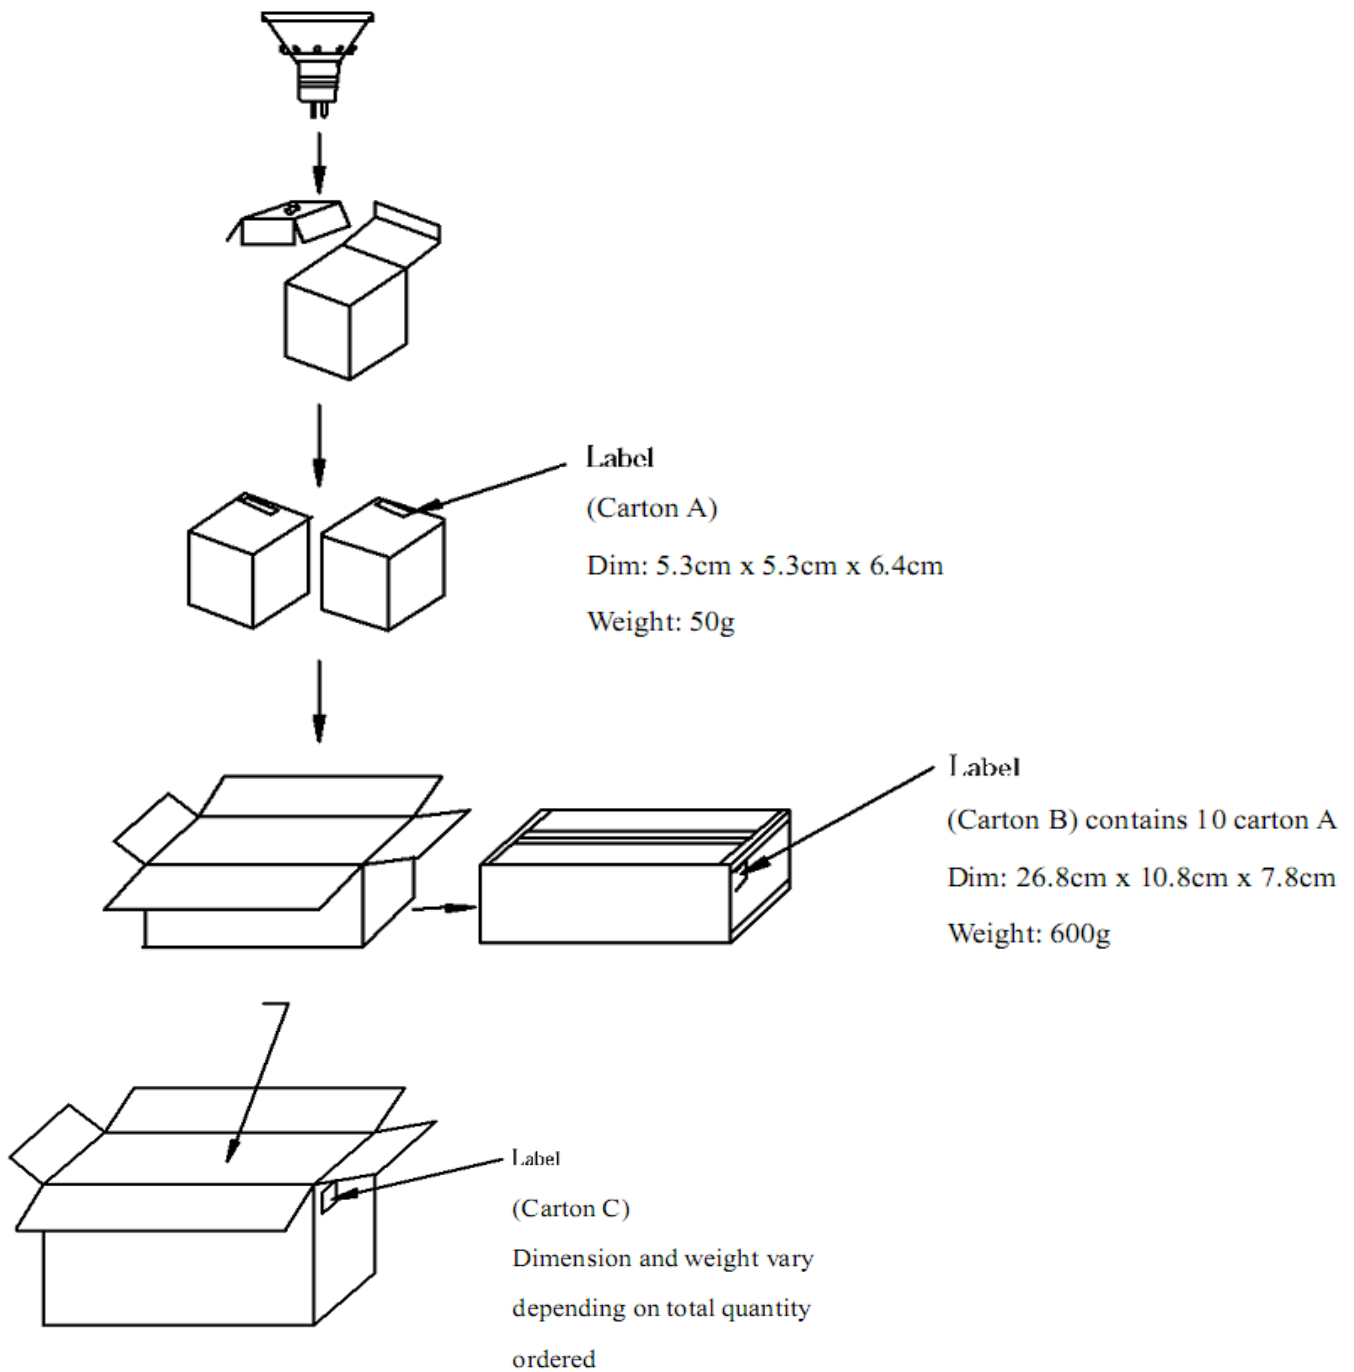 Label
(Carton A)
Dim: 5.3cm x 5.3cm x 6.4cm
Weight: 50g
Label
(Carton B) contains 10 carton A
Dim: 26.8cm x 10.8cm x 7.8cm
Weight: 600g
Label
(Carton C)
Dimension and weight vary
depending on total quantity
ordered